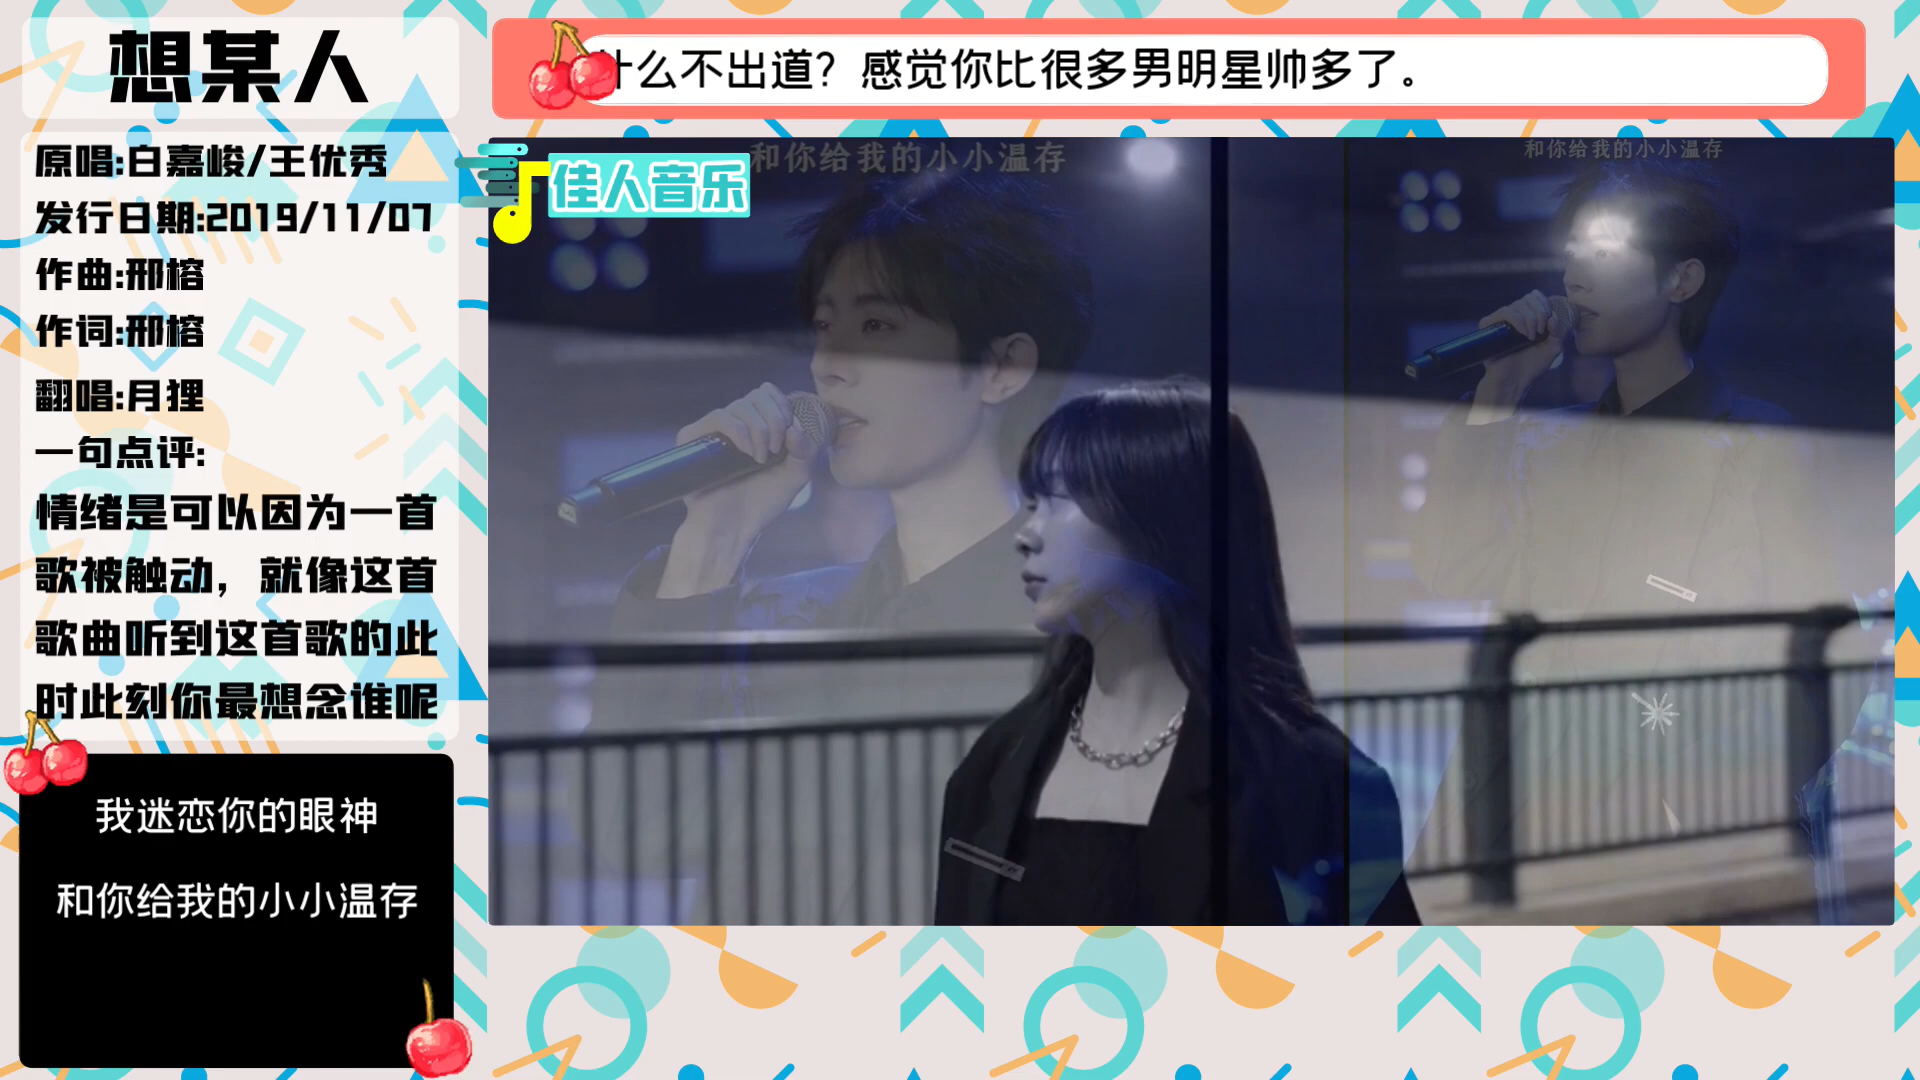 想某人
什么不出道？感觉你比很多男明星帅多了。
原唱:白嘉峻/王优秀
发行日期:2019/11/07
作曲:邢榕
作词:邢榕
翻唱:月狸
一句点评:
情绪是可以因为一首
歌被触动，就像这首
歌曲听到这首歌的此
时此刻你最想念谁呢
佳人音乐
和你给我的小小温存
和你给我的小小温存
我迷恋你的眼神
和你给我的小小温存